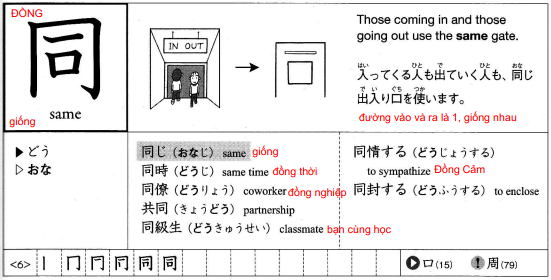 ĐỒNG
同
same
giống
IN OUT
Those coming in and those
going out use the same gate.
入ってくる人も出ていく人も、同じ
出入り口を使います。
đường vào và ra là 1, giống nhau
▶どう
▷おな
同じ（おなじ） same giống
同時（どうじ） same time đồng thời
同僚（どうりょう） coworker đồng nghiệp
共同（きょうどう） partnership
同級生（どうきゅうせい） classmate bạn cùng học
同情する（どうじょうする）
to sympathize Đồng Cảm
同封する（どうふうする） to enclose
<6>
同 同
口 (15) 周 (79)